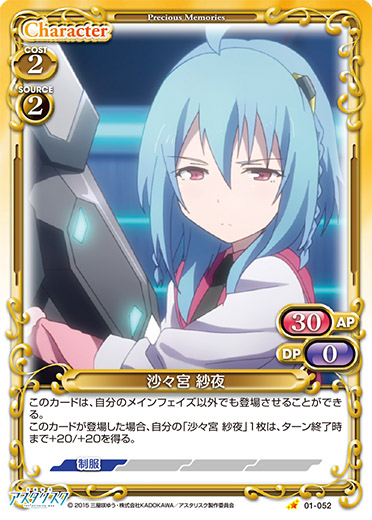 Precious Memories
Character
COST
2
SOURCE
2
30 AP
DP 0
沙々宮 紗夜
このカードは、自分のメインフェイズ以外でも登場させることができ
る。
このカードが登場した場合、自分の「沙々宮 紗夜」1枚は、ターン終了時
まで+20/+20を得る。
制服
アスタリスク
01-052
© 2015 三屋咲ゆう・株式会社KADOKAWA/アスタリスク製作委員会